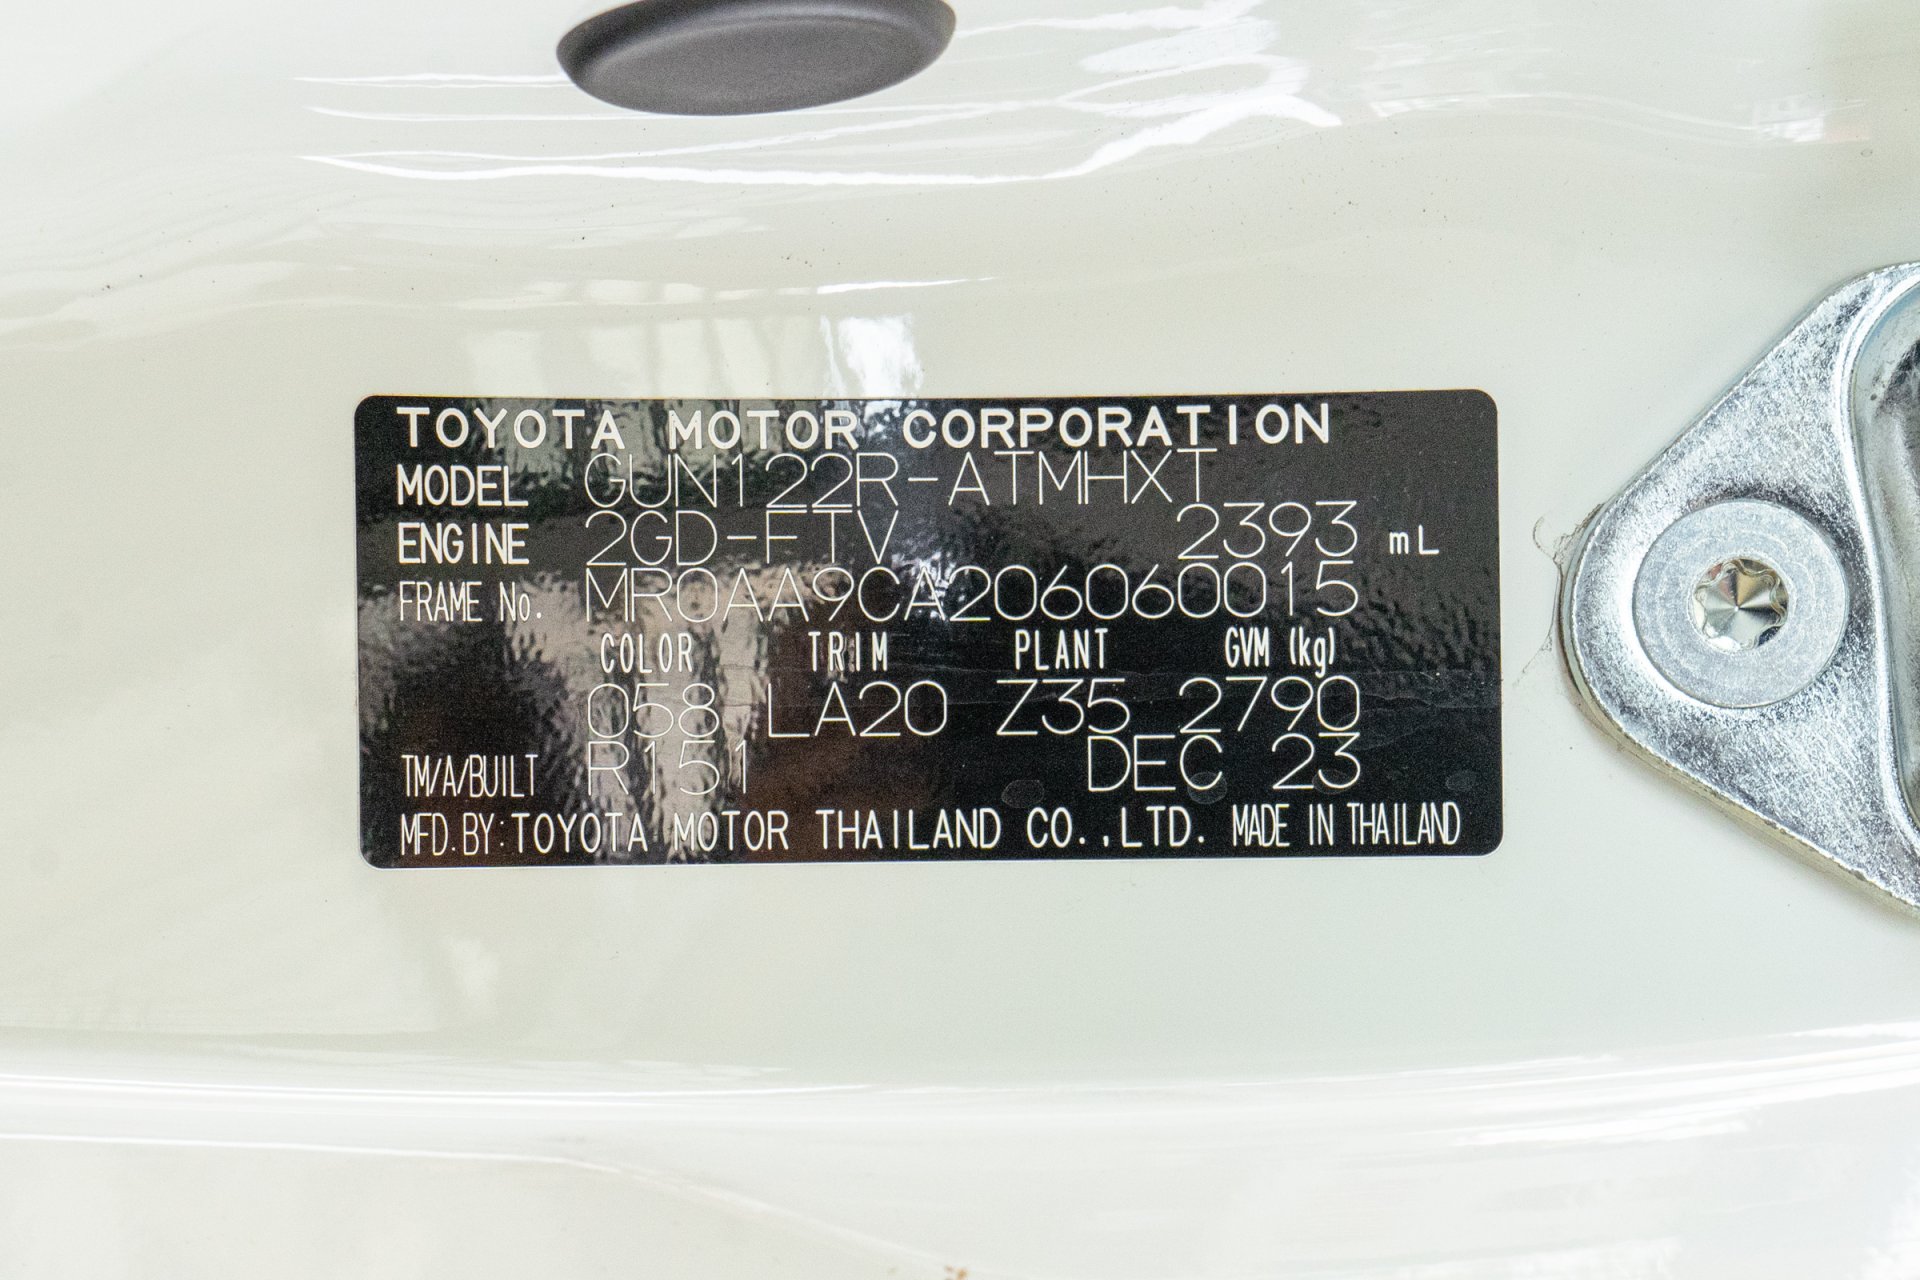 TOYOTA MOTOR CORPORATION
MODEL GUN122R-ATMHXT
ENGINE 2GD-FTV 2393 mL
FRAME No. MR0AA9CA206060015
COLOR TRIM PLANT GVM (kg)
058 LA20 Z35 2790
TM/A/BUILT R151 DEC 23
MFD.BY:TOYOTA MOTOR THAILAND CO.,LTD. MADE IN THAILAND